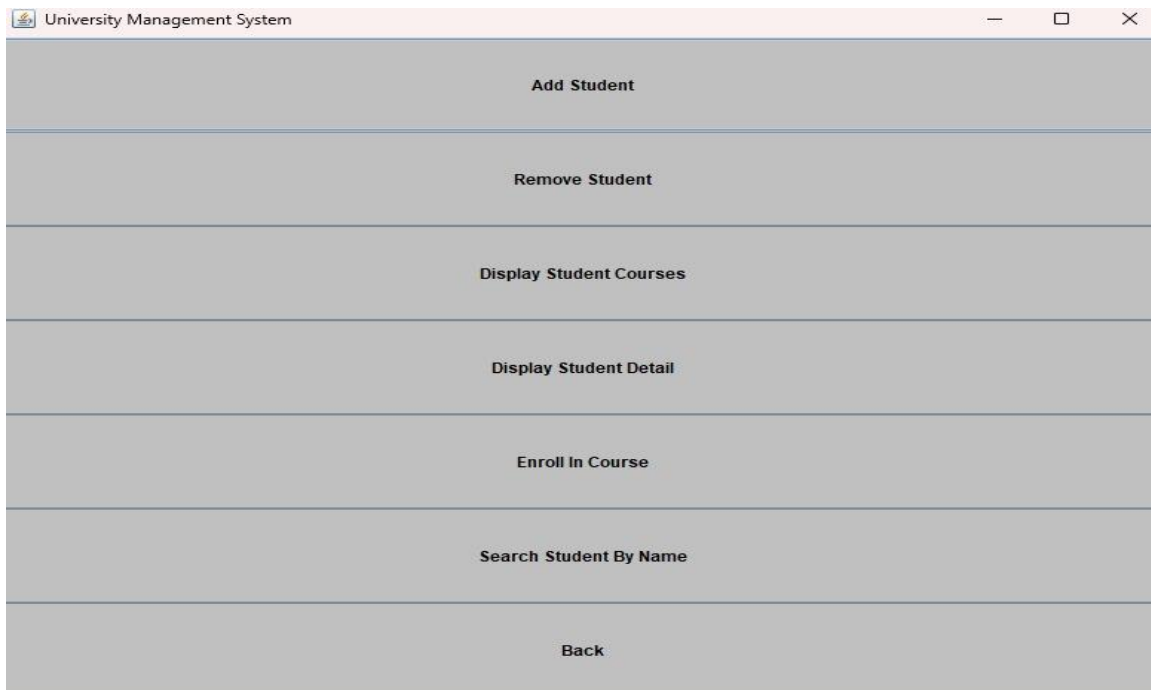 University Management System
Add Student
Remove Student
Display Student Courses
Display Student Detail
Enroll In Course
Search Student By Name
Back